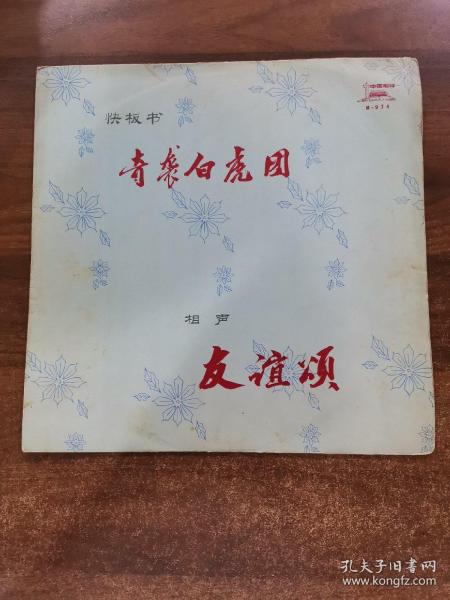 中国唱片
M-934
快板书
奇袭白虎团
相声
友谊颂
孔夫子旧书网
www.kongfz.com